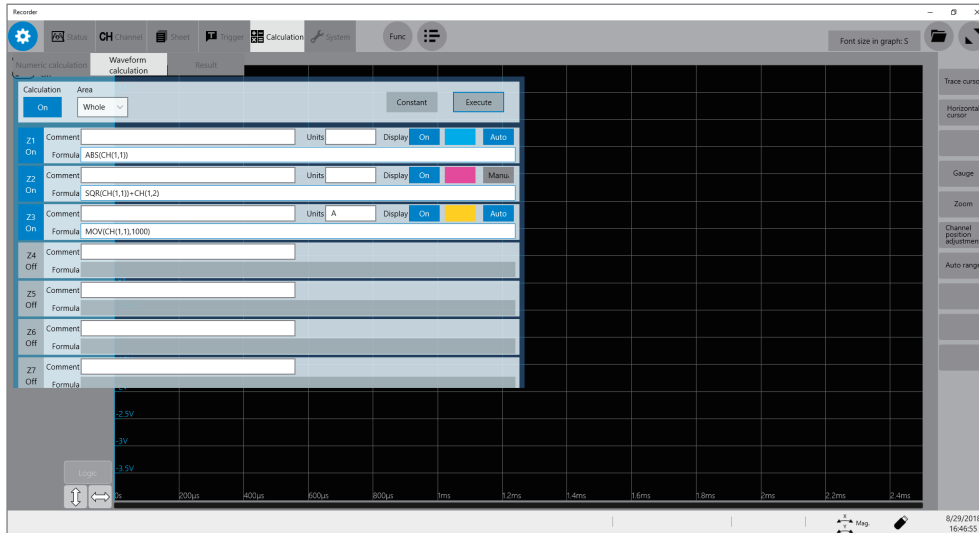 Recorder
Status CH Channel Sheet Trigger Calculation System Func Font size in graph: S
Numeric calculation Waveform calculation Result
Calculation Area
On Whole Constant Execute
Z1 On Comment Units Display On Auto
Formula ABS(CH(1,1))
Z2 On Comment Units Display On Manu.
Formula SQR(CH(1,1))+CH(1,2)
Z3 On Comment Units A Display On Auto
Formula MOV(CH(1,1),1000)
Z4 Off Comment
Formula
Z5 Off Comment
Formula
Z6 Off Comment
Formula
Z7 Off Comment
Formula
-2.5V
-3V
-3.5V
Logic
0s 200µs 400µs 600µs 800µs 1ms 1.2ms 1.4ms 1.6ms 1.8ms 2ms 2.2ms 2.4ms
Trace curso
Horizontal
cursor
Gauge
Zoom
Channel
position
adjustmen
Auto range
X Y Mag.
8/29/2018
16:46:55